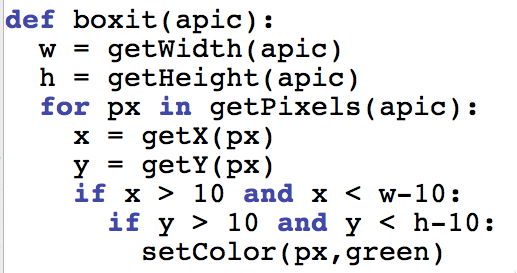 def boxit(apic):
  w = getWidth(apic)
  h = getHeight(apic)
  for px in getPixels(apic):
    x = getX(px)
    y = getY(px)
    if x > 10 and x < w-10:
      if y > 10 and y < h-10:
        setColor(px,green)